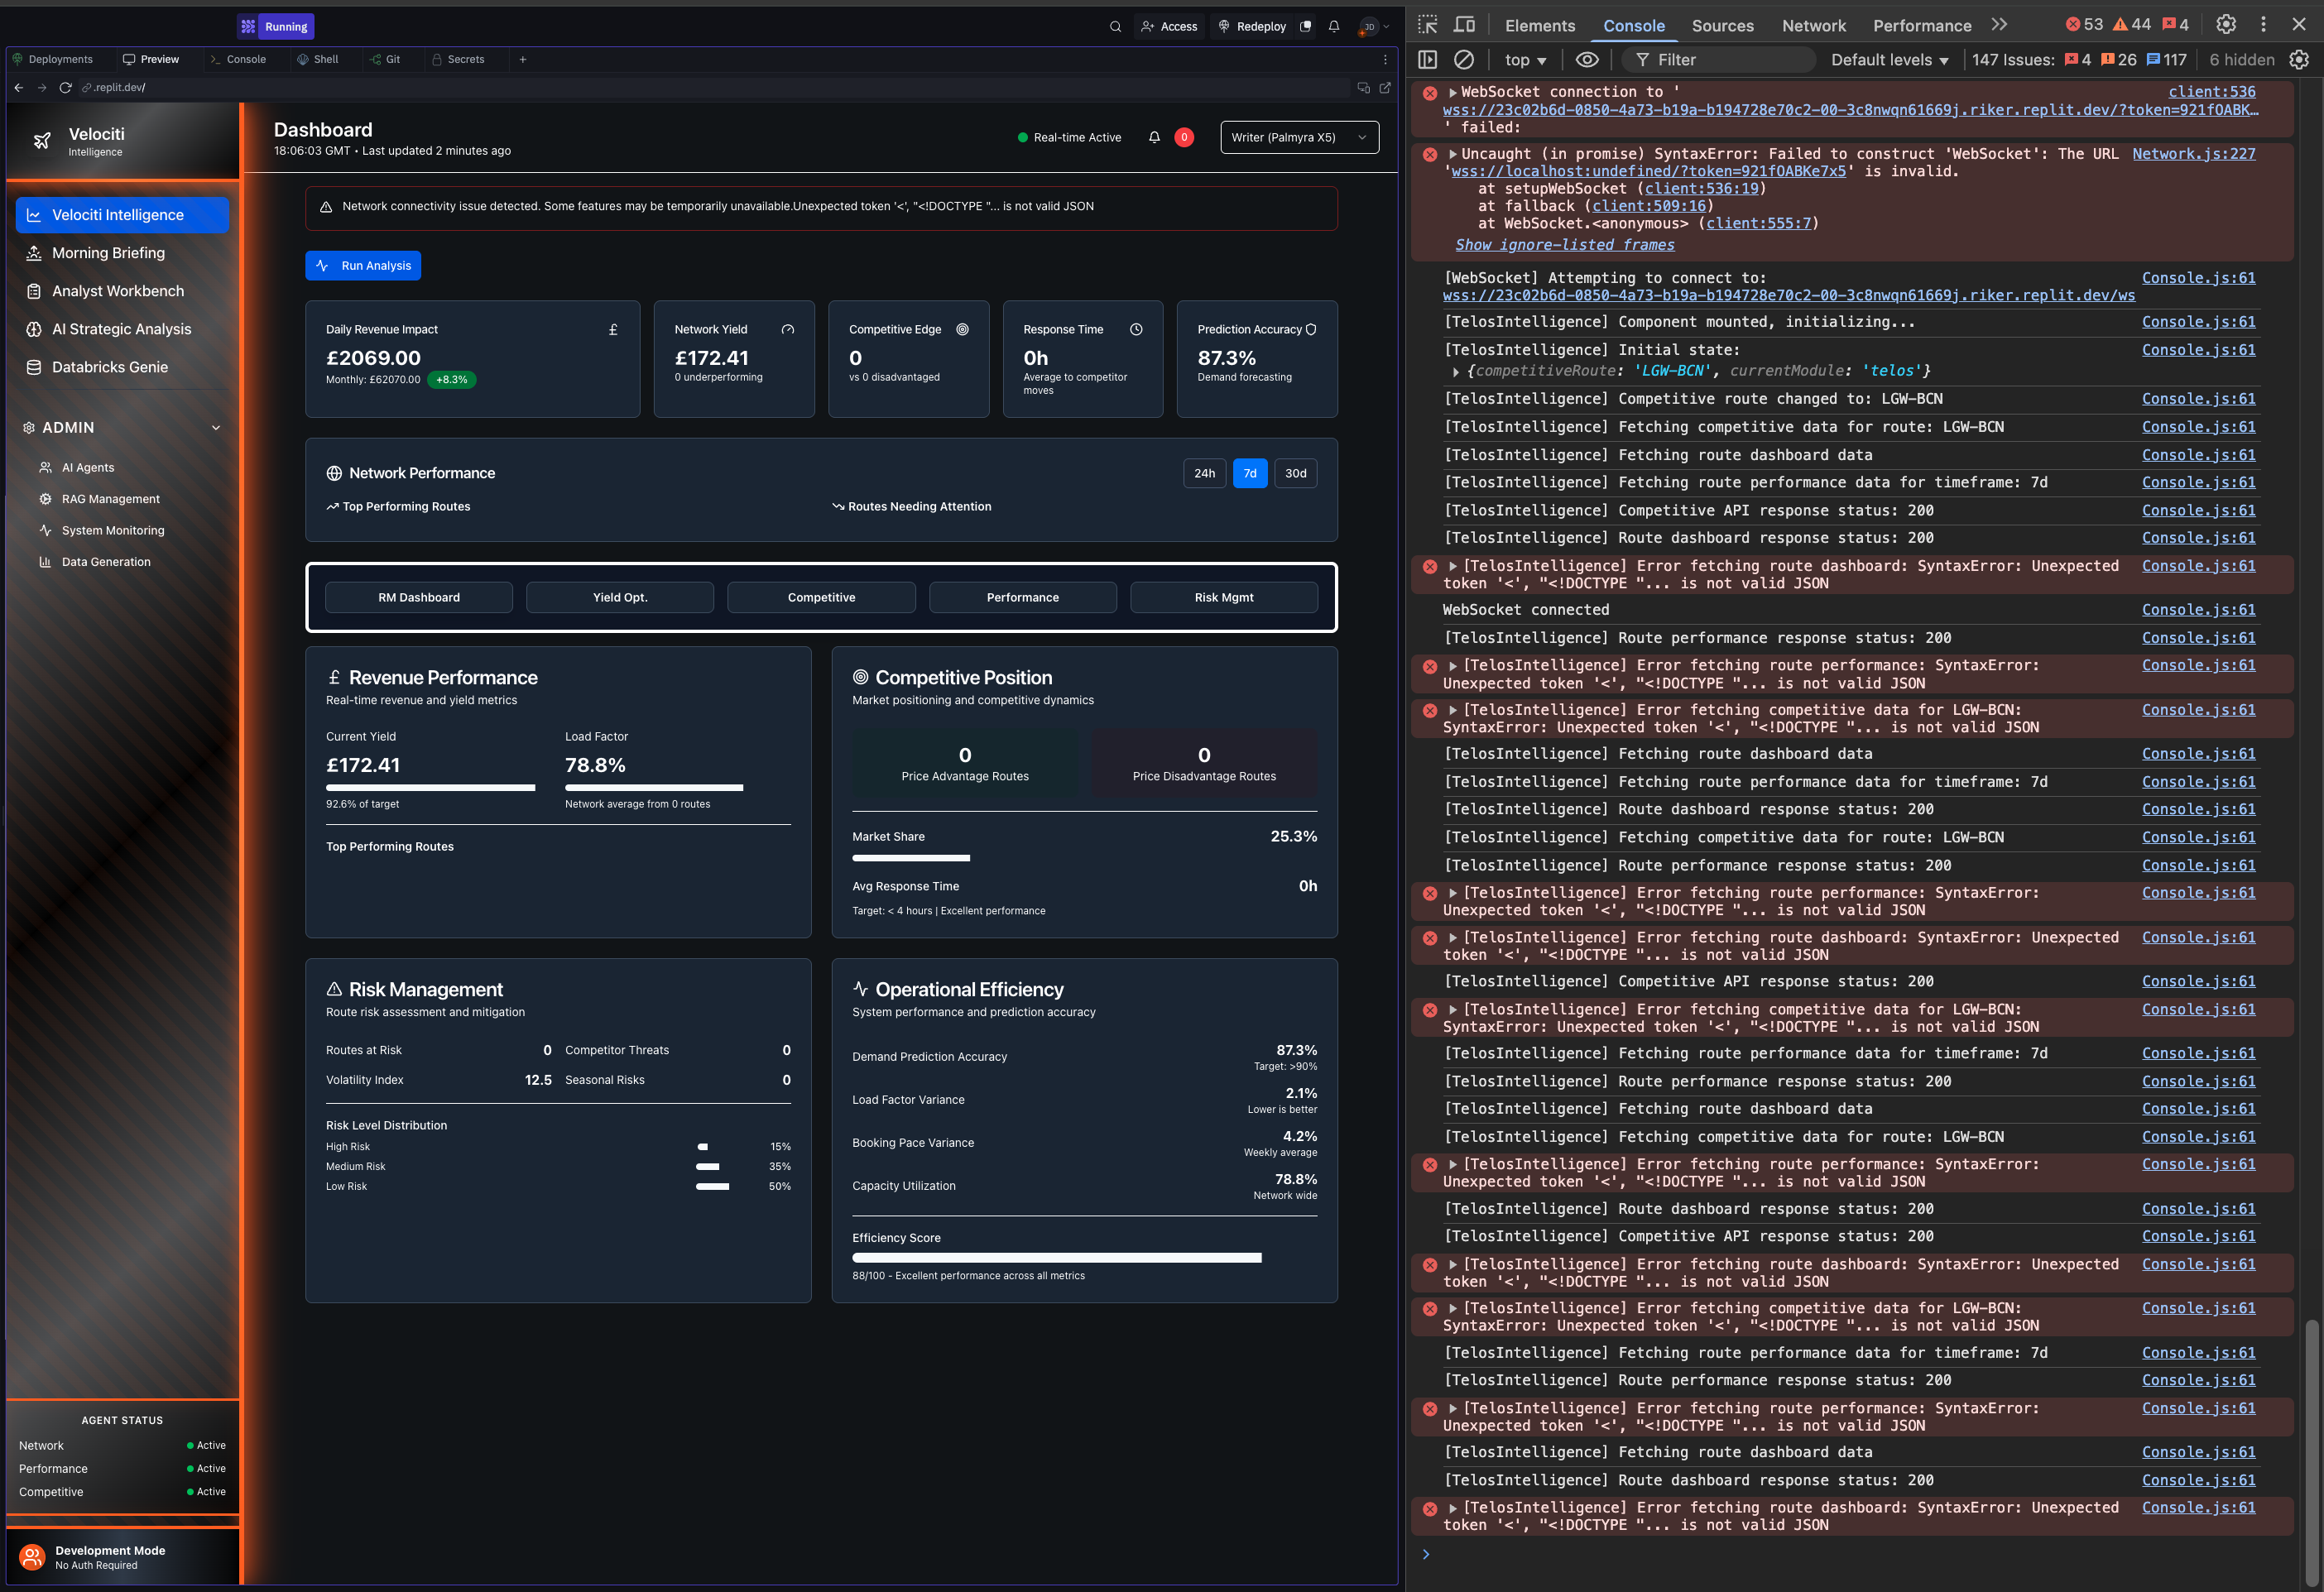 Running
Access
Redeploy
JD
Deployments
Preview
Console
Shell
Git
Secrets
.replit.dev/
Velociti
Intelligence
Velociti Intelligence
Morning Briefing
Analyst Workbench
AI Strategic Analysis
Databricks Genie
ADMIN
AI Agents
RAG Management
System Monitoring
Data Generation
AGENT STATUS
Network Active
Performance Active
Competitive Active
Development Mode
No Auth Required
Dashboard
18:06:03 GMT • Last updated 2 minutes ago
Real-time Active
0
Writer (Palmyra X5)
Network connectivity issue detected. Some features may be temporarily unavailable.Unexpected token '<', "<!DOCTYPE "... is not valid JSON
Run Analysis
Daily Revenue Impact £
£2069.00
Monthly: £62070.00 +8.3%
Network Yield
£172.41
0 underperforming
Competitive Edge
0
vs 0 disadvantaged
Response Time
0h
Average to competitor
moves
Prediction Accuracy
87.3%
Demand forecasting
Network Performance
24h 7d 30d
Top Performing Routes
Routes Needing Attention
RM Dashboard
Yield Opt.
Competitive
Performance
Risk Mgmt
£ Revenue Performance
Real-time revenue and yield metrics
Current Yield
£172.41
92.6% of target
Load Factor
78.8%
Network average from 0 routes
Top Performing Routes
Competitive Position
Market positioning and competitive dynamics
0
Price Advantage Routes
0
Price Disadvantage Routes
Market Share 25.3%
Avg Response Time 0h
Target: < 4 hours | Excellent performance
Risk Management
Route risk assessment and mitigation
Routes at Risk 0 Competitor Threats 0
Volatility Index 12.5 Seasonal Risks 0
Risk Level Distribution
High Risk 15%
Medium Risk 35%
Low Risk 50%
Operational Efficiency
System performance and prediction accuracy
Demand Prediction Accuracy 87.3%
Target: >90%
Load Factor Variance 2.1%
Lower is better
Booking Pace Variance 4.2%
Weekly average
Capacity Utilization 78.8%
Network wide
Efficiency Score
88/100 - Excellent performance across all metrics
Elements Console Sources Network Performance 53 44 4
top Filter Default levels 147 Issues: 4 26 117 6 hidden
WebSocket connection to ' client:536
wss://23c02b6d-0850-4a73-b19a-b194728e70c2-00-3c8nwqn61669j.riker.replit.dev/?token=921fOABK…
' failed:
Uncaught (in promise) SyntaxError: Failed to construct 'WebSocket': The URL Network.js:227
'wss://localhost:undefined/?token=921fOABKe7x5' is invalid.
at setupWebSocket (client:536:19)
at fallback (client:509:16)
at WebSocket.<anonymous> (client:555:7)
Show ignore-listed frames
[WebSocket] Attempting to connect to: Console.js:61
wss://23c02b6d-0850-4a73-b19a-b194728e70c2-00-3c8nwqn61669j.riker.replit.dev/ws
[TelosIntelligence] Component mounted, initializing... Console.js:61
[TelosIntelligence] Initial state: Console.js:61
{competitiveRoute: 'LGW-BCN', currentModule: 'telos'}
[TelosIntelligence] Competitive route changed to: LGW-BCN Console.js:61
[TelosIntelligence] Fetching competitive data for route: LGW-BCN Console.js:61
[TelosIntelligence] Fetching route dashboard data Console.js:61
[TelosIntelligence] Fetching route performance data for timeframe: 7d Console.js:61
[TelosIntelligence] Competitive API response status: 200 Console.js:61
[TelosIntelligence] Route dashboard response status: 200 Console.js:61
[TelosIntelligence] Error fetching route dashboard: SyntaxError: Unexpected Console.js:61
token '<', "<!DOCTYPE "... is not valid JSON
WebSocket connected Console.js:61
[TelosIntelligence] Route performance response status: 200 Console.js:61
[TelosIntelligence] Error fetching route performance: SyntaxError: Console.js:61
Unexpected token '<', "<!DOCTYPE "... is not valid JSON
[TelosIntelligence] Error fetching competitive data for LGW-BCN: Console.js:61
SyntaxError: Unexpected token '<', "<!DOCTYPE "... is not valid JSON
[TelosIntelligence] Fetching route dashboard data Console.js:61
[TelosIntelligence] Fetching route performance data for timeframe: 7d Console.js:61
[TelosIntelligence] Route dashboard response status: 200 Console.js:61
[TelosIntelligence] Fetching competitive data for route: LGW-BCN Console.js:61
[TelosIntelligence] Route performance response status: 200 Console.js:61
[TelosIntelligence] Error fetching route performance: SyntaxError: Console.js:61
Unexpected token '<', "<!DOCTYPE "... is not valid JSON
[TelosIntelligence] Error fetching route dashboard: SyntaxError: Unexpected Console.js:61
token '<', "<!DOCTYPE "... is not valid JSON
[TelosIntelligence] Competitive API response status: 200 Console.js:61
[TelosIntelligence] Error fetching competitive data for LGW-BCN: Console.js:61
SyntaxError: Unexpected token '<', "<!DOCTYPE "... is not valid JSON
[TelosIntelligence] Fetching route performance data for timeframe: 7d Console.js:61
[TelosIntelligence] Route performance response status: 200 Console.js:61
[TelosIntelligence] Fetching route dashboard data Console.js:61
[TelosIntelligence] Fetching competitive data for route: LGW-BCN Console.js:61
[TelosIntelligence] Error fetching route performance: SyntaxError: Console.js:61
Unexpected token '<', "<!DOCTYPE "... is not valid JSON
[TelosIntelligence] Route dashboard response status: 200 Console.js:61
[TelosIntelligence] Competitive API response status: 200 Console.js:61
[TelosIntelligence] Error fetching route dashboard: SyntaxError: Unexpected Console.js:61
token '<', "<!DOCTYPE "... is not valid JSON
[TelosIntelligence] Error fetching competitive data for LGW-BCN: Console.js:61
SyntaxError: Unexpected token '<', "<!DOCTYPE "... is not valid JSON
[TelosIntelligence] Fetching route performance data for timeframe: 7d Console.js:61
[TelosIntelligence] Route performance response status: 200 Console.js:61
[TelosIntelligence] Error fetching route performance: SyntaxError: Console.js:61
Unexpected token '<', "<!DOCTYPE "... is not valid JSON
[TelosIntelligence] Fetching route dashboard data Console.js:61
[TelosIntelligence] Route dashboard response status: 200 Console.js:61
[TelosIntelligence] Error fetching route dashboard: SyntaxError: Unexpected Console.js:61
token '<', "<!DOCTYPE "... is not valid JSON